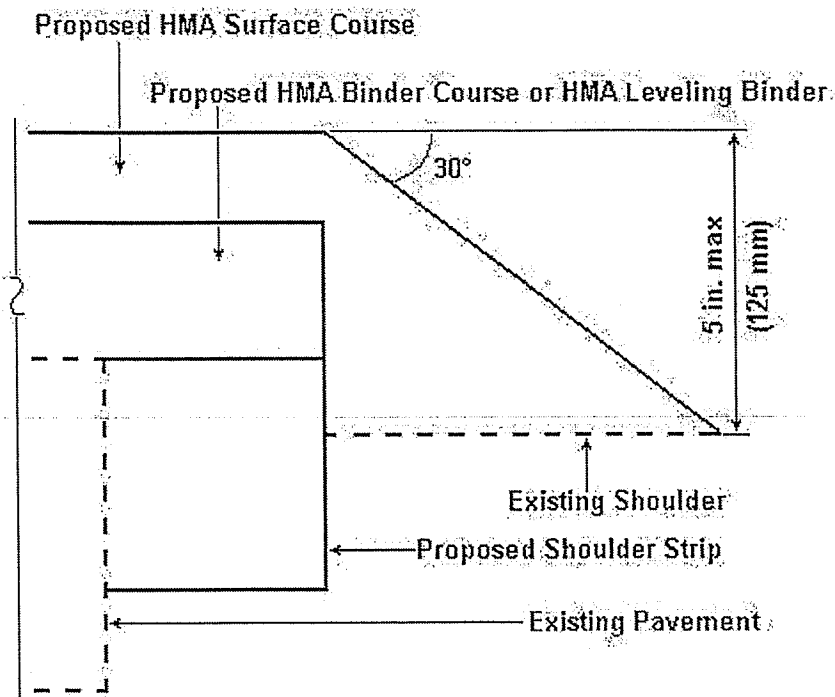 Proposed HMA Surface Course
Proposed HMA Binder Course or HMA Leveling Binder
30°
5 in. max
(125 mm)
Existing Shoulder
Proposed Shoulder Strip
Existing Pavement